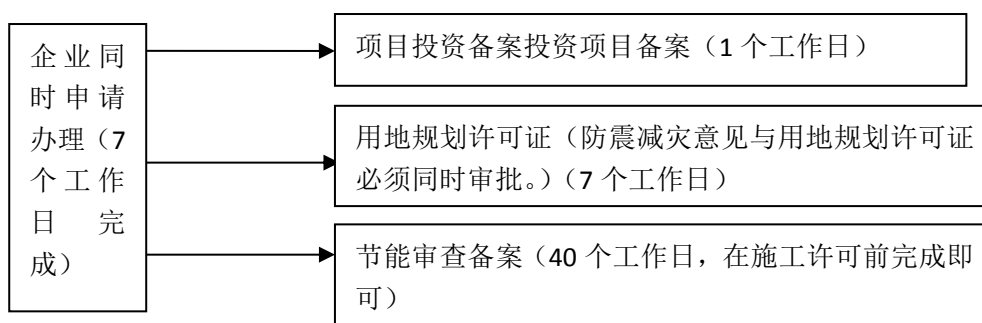 企业同
时申请
办理（7
个工作
日完
成）
项目投资备案投资项目备案（1 个工作日）
用地规划许可证（防震减灾意见与用地规划许可证
必须同时审批。）（7 个工作日）
节能审查备案（40 个工作日，在施工许可前完成即
可）